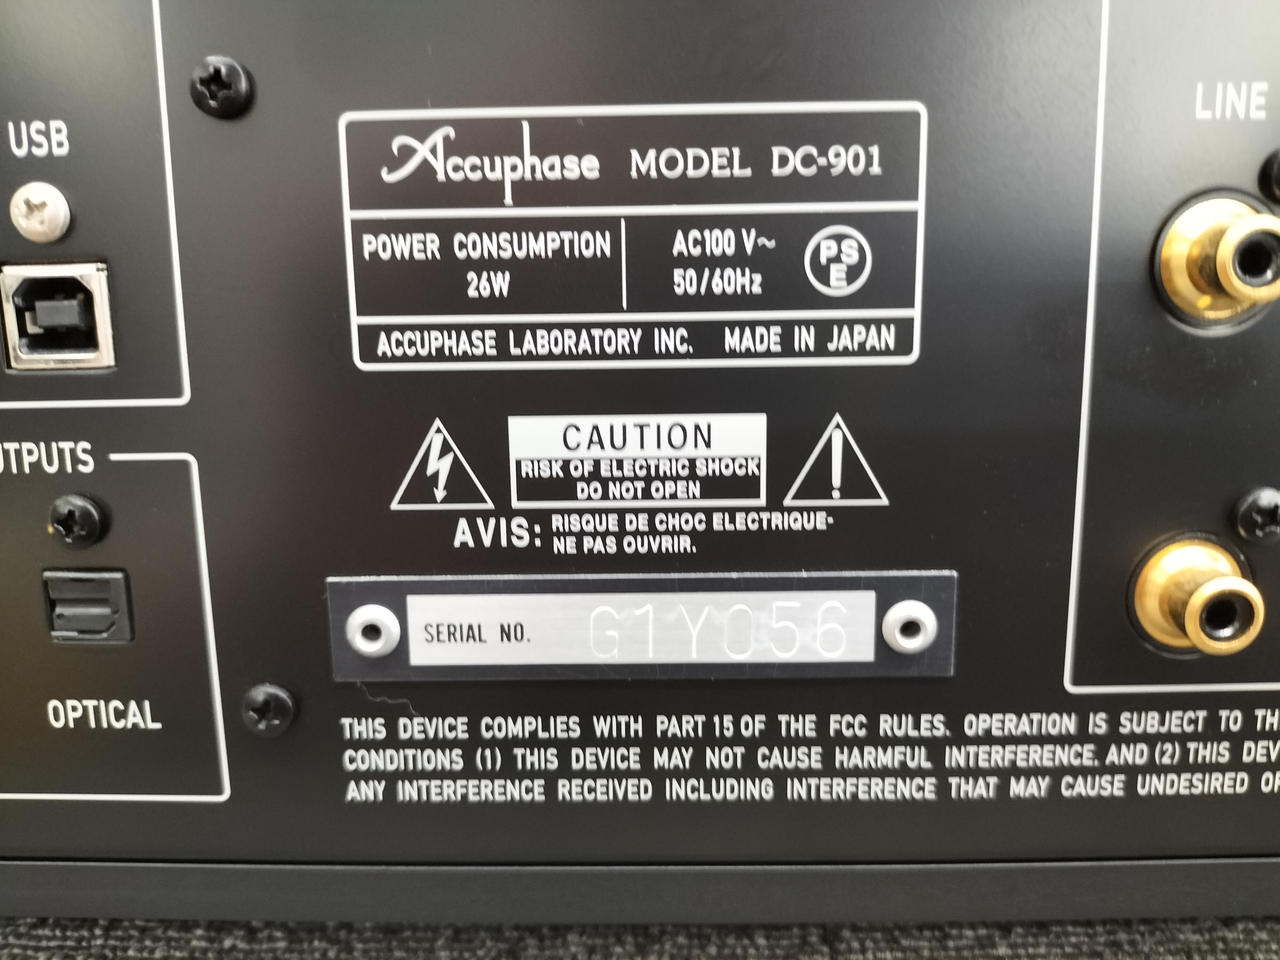 USB
LINE
Accuphase MODEL DC-901
POWER CONSUMPTION
26W
AC100 V~
50/60Hz
PSE
ACCUPHASE LABORATORY INC. MADE IN JAPAN
CAUTION
RISK OF ELECTRIC SHOCK
DO NOT OPEN
AVIS: RISQUE DE CHOC ELECTRIQUE-
NE PAS OUVRIR.
UTPUTS
OPTICAL
SERIAL NO. G1Y056
THIS DEVICE COMPLIES WITH PART 15 OF THE FCC RULES. OPERATION IS SUBJECT TO TH
CONDITIONS (1) THIS DEVICE MAY NOT CAUSE HARMFUL INTERFERENCE. AND (2) THIS DEV
ANY INTERFERENCE RECEIVED INCLUDING INTERFERENCE THAT MAY CAUSE UNDESIRED OP